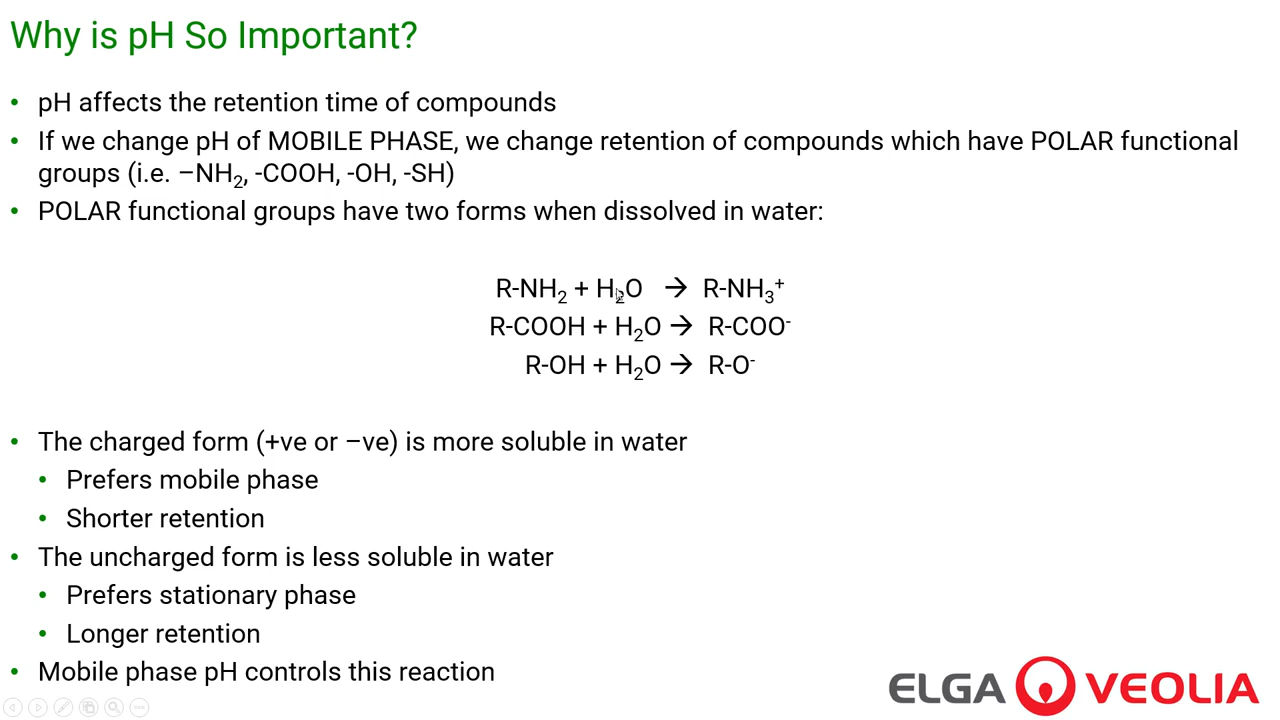 Why is pH So Important?
• pH affects the retention time of compounds
• If we change pH of MOBILE PHASE, we change retention of compounds which have POLAR functional
groups (i.e. –NH₂, -COOH, -OH, -SH)
• POLAR functional groups have two forms when dissolved in water:
R-NH₂ + H₂O → R-NH₃⁺
R-COOH + H₂O → R-COO⁻
R-OH + H₂O → R-O⁻
• The charged form (+ve or –ve) is more soluble in water
• Prefers mobile phase
• Shorter retention
• The uncharged form is less soluble in water
• Prefers stationary phase
• Longer retention
• Mobile phase pH controls this reaction
ELGA VEOLIA